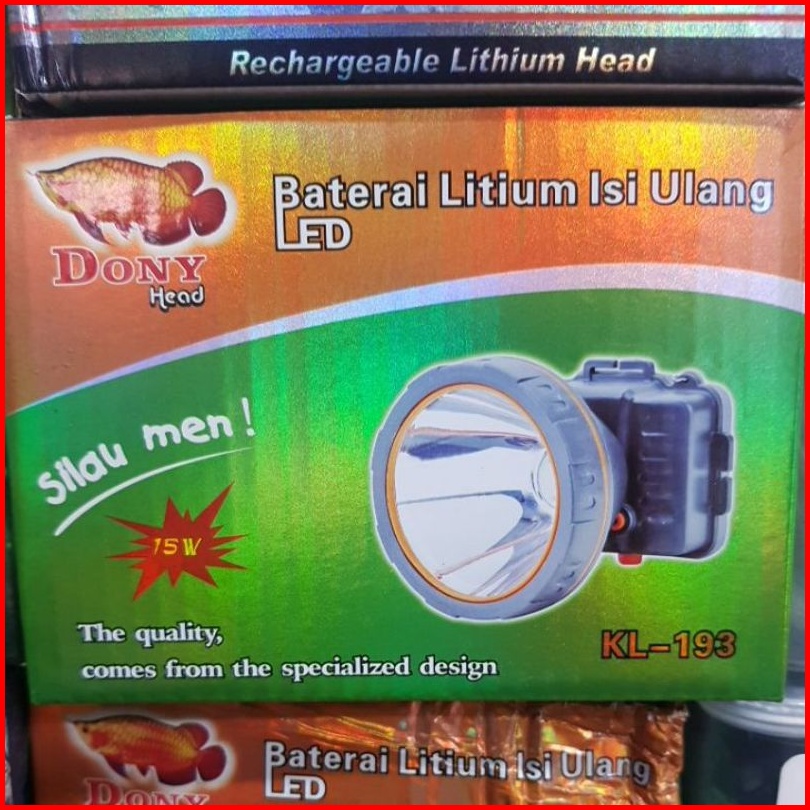 Rechargeable Lithium Head
Baterai Litium Isi Ulang
LED
DONY
Head
Silau men!
15W
The quality,
comes from the specialized design
KL-193
Baterai Litium Isi Ulang
LED
DONY